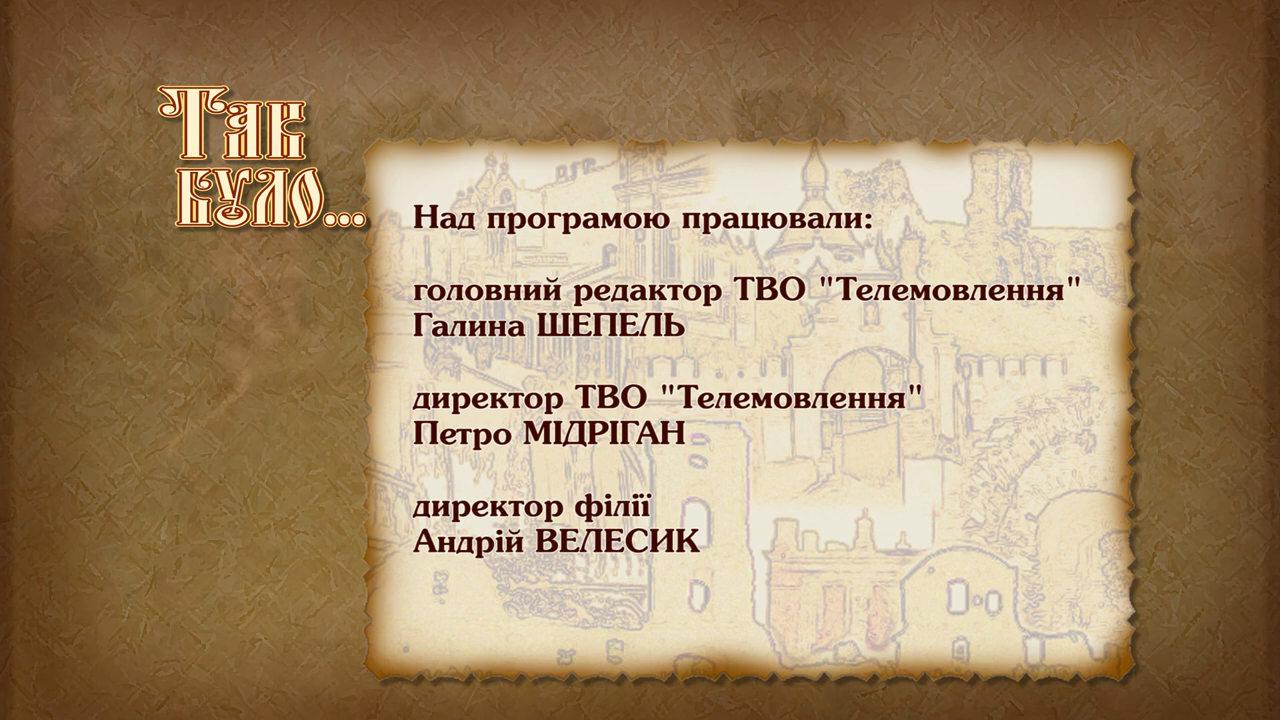 Так
було...
Над програмою працювали:
головний редактор ТВО "Телемовлення"
Галина ШЕПЕЛЬ
директор ТВО "Телемовлення"
Петро МІДРІГАН
директор філії
Андрій ВЕЛЕСИК